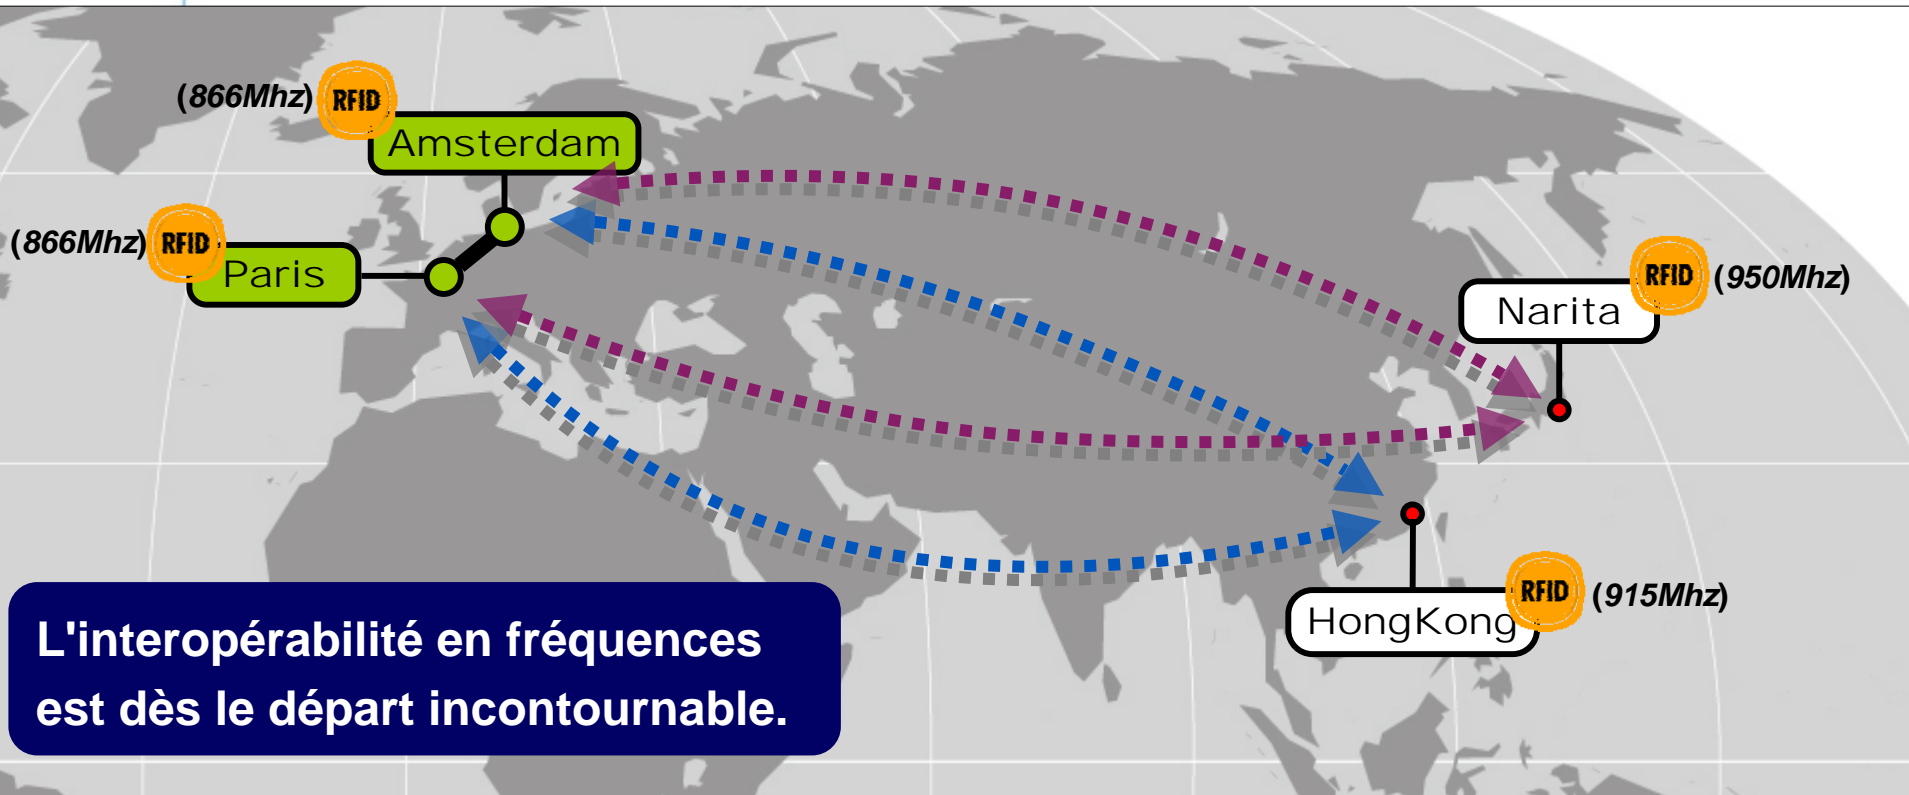 (866Mhz) RFID
Amsterdam
(866Mhz) RFID
Paris
RFID (950Mhz)
Narita
RFID (915Mhz)
HongKong
L'interopérabilité en fréquences
est dès le départ incontournable.